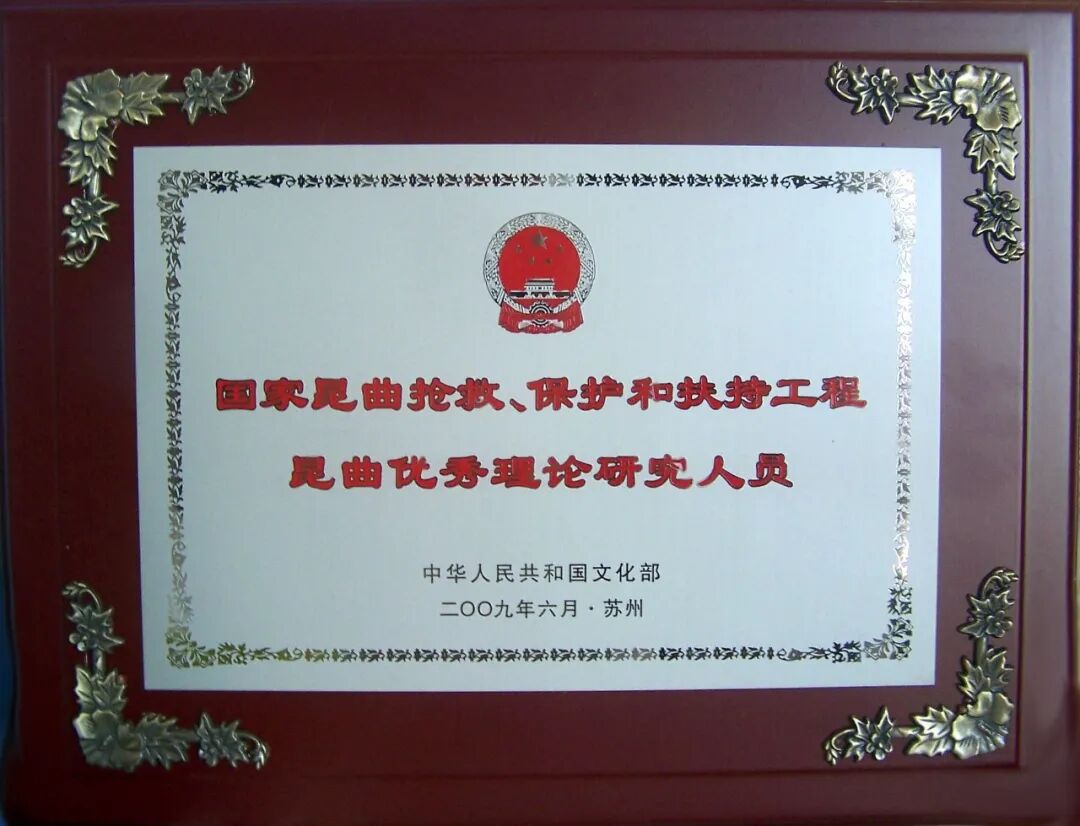 国家昆曲抢救、保护和扶持工程
昆曲优秀理论研究人员
中华人民共和国文化部
二〇〇九年六月·苏州